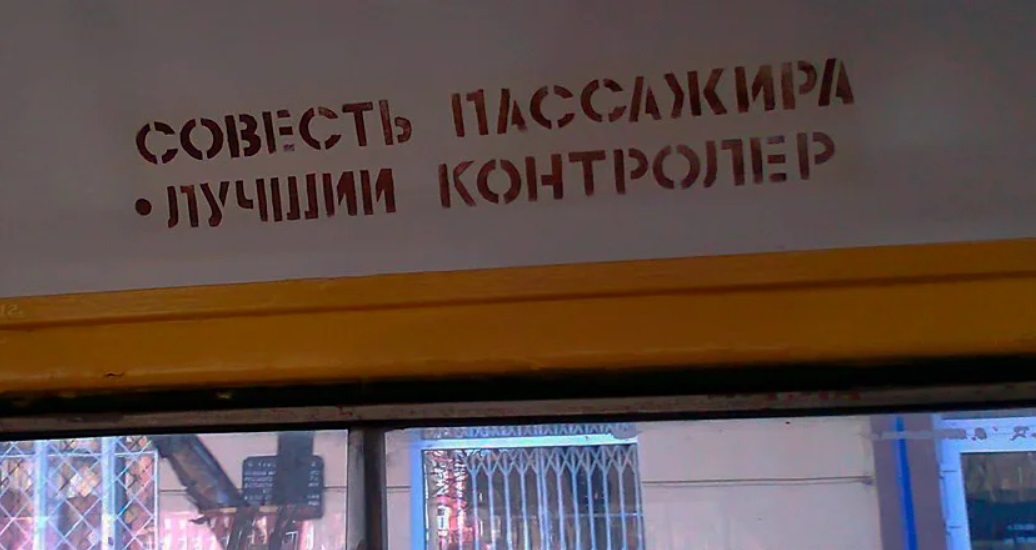 СОВЕСТЬ ПАССАЖИРА
• ЛУЧШИИ КОНТРОЛЕР